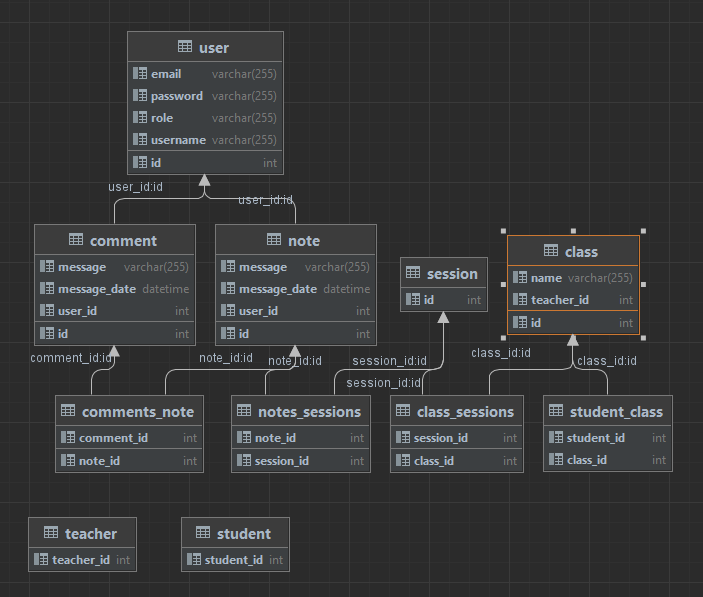 user
email varchar(255)
password varchar(255)
role varchar(255)
username varchar(255)
id int
user_id:id
user_id:id
comment
message varchar(255)
message_date datetime
user_id int
id int
note
message varchar(255)
message_date datetime
user_id int
id int
session
id int
class
name varchar(255)
teacher_id int
id int
comment_id:id
note_id:id
note_id:id
session_id:id
session_id:id
class_id:id
class_id:id
comments_note
comment_id int
note_id int
notes_sessions
note_id int
session_id int
class_sessions
session_id int
class_id int
student_class
student_id int
class_id int
teacher
teacher_id int
student
student_id int